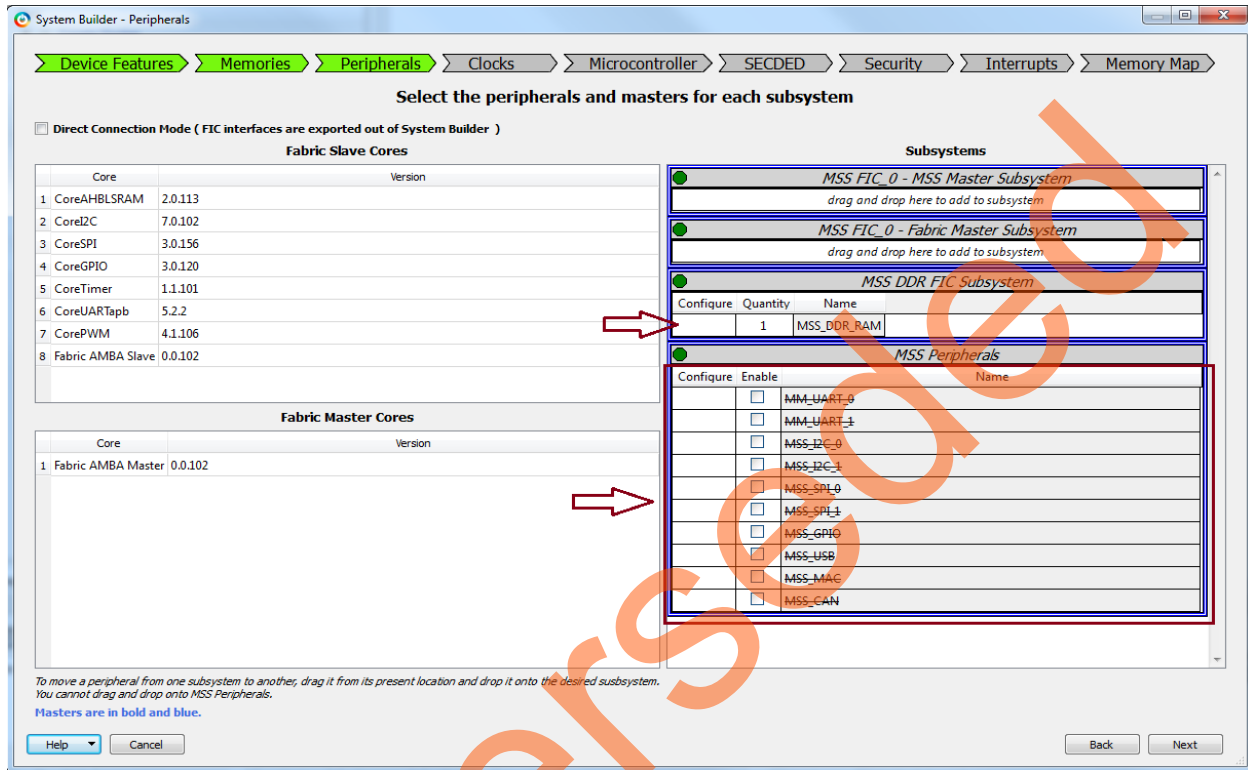 System Builder - Peripherals
Device Features Memories Peripherals Clocks Microcontroller SECDED Security Interrupts Memory Map
Select the peripherals and masters for each subsystem
Direct Connection Mode ( FIC interfaces are exported out of System Builder )
Fabric Slave Cores
Core Version
1 CoreAHBLSRAM 2.0.113
2 CoreI2C 7.0.102
3 CoreSPI 3.0.156
4 CoreGPIO 3.0.120
5 CoreTimer 1.1.101
6 CoreUARTapb 5.2.2
7 CorePWM 4.1.106
8 Fabric AMBA Slave 0.0.102
Fabric Master Cores
Core Version
1 Fabric AMBA Master 0.0.102
Subsystems
MSS FIC_0 - MSS Master Subsystem
drag and drop here to add to subsystem
MSS FIC_0 - Fabric Master Subsystem
drag and drop here to add to subsystem
MSS DDR FIC Subsystem
Configure Quantity Name
1 MSS_DDR_RAM
MSS Peripherals
Configure Enable Name
MM_UART_0
MM_UART_1
MSS_I2C_0
MSS_I2C_1
MSS_SPI_0
MSS_SPI_1
MSS_GPIO
MSS_USB
MSS_MAC
MSS_CAN
To move a peripheral from one subsystem to another, drag it from its present location and drop it onto the desired susbsystem.
You cannot drag and drop onto MSS Peripherals.
Masters are in bold and blue.
Help Cancel Back Next
erseded